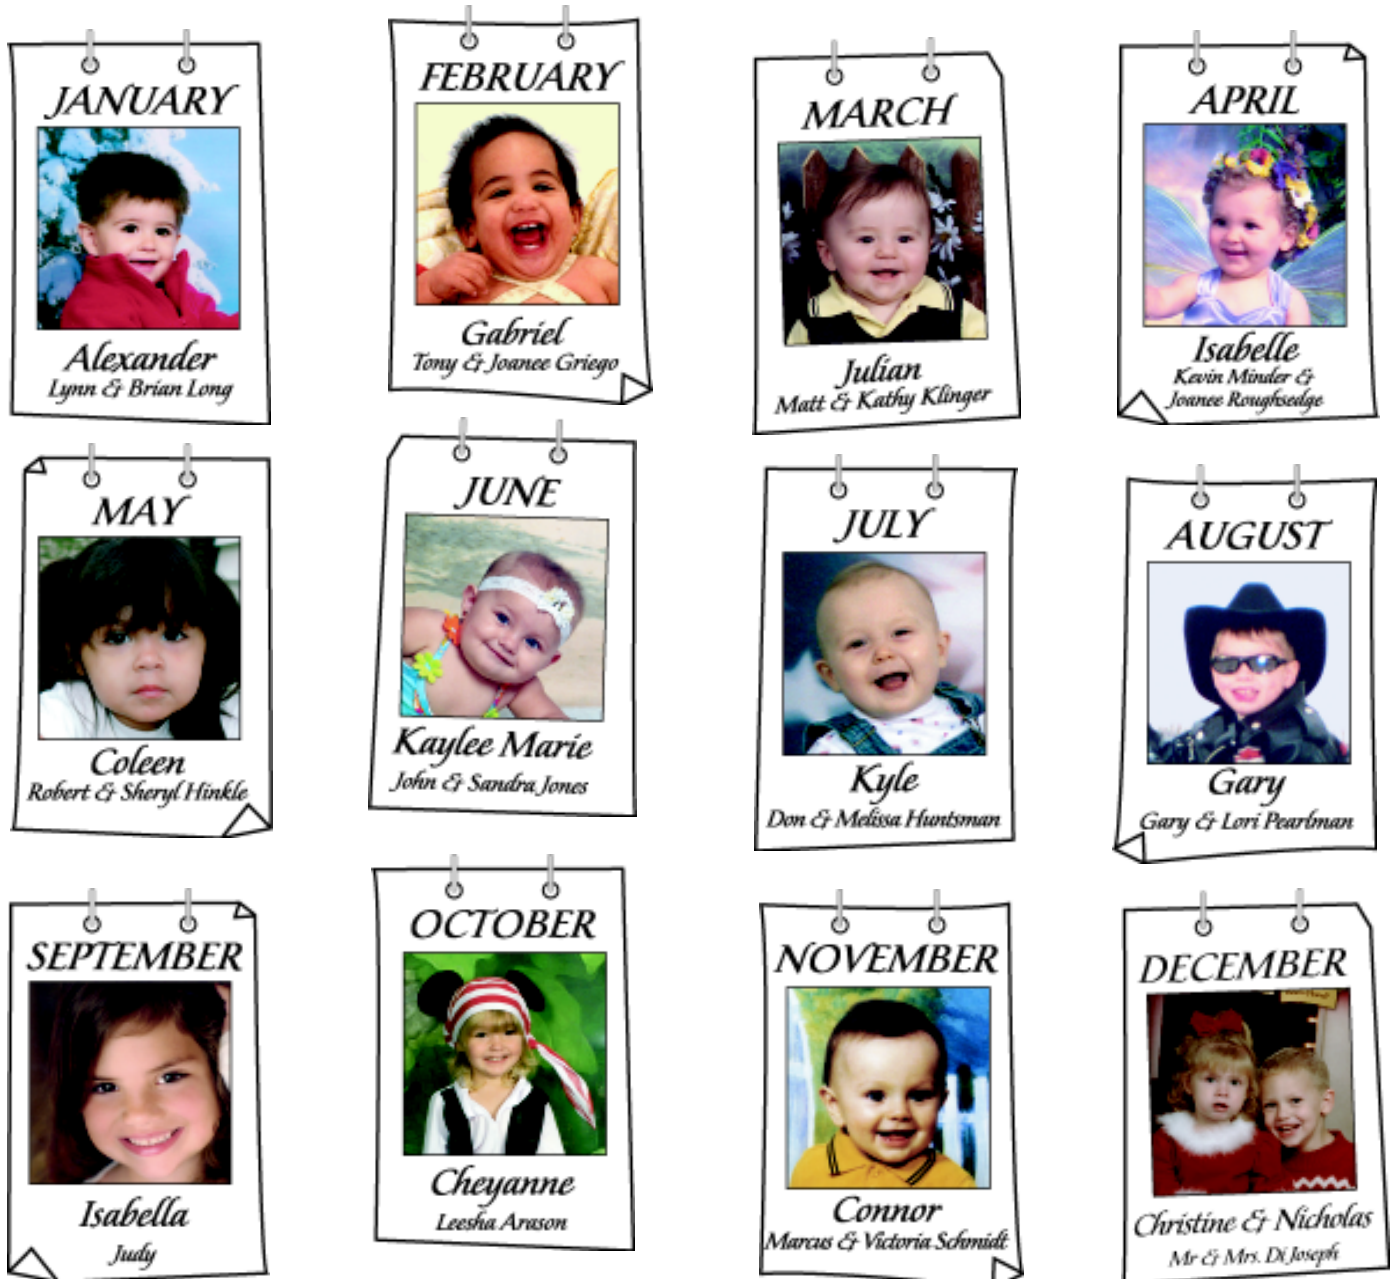 JANUARY
Alexander
Lynn & Brian Long
FEBRUARY
Gabriel
Tony & Joanee Griego
MARCH
Julian
Matt & Kathy Klinger
APRIL
Isabelle
Kevin Minder &
Joanee Roughsedge
MAY
Coleen
Robert & Sheryl Hinkle
JUNE
Kaylee Marie
John & Sandra Jones
JULY
Kyle
Don & Melissa Huntsman
AUGUST
Gary
Gary & Lori Pearlman
SEPTEMBER
Isabella
Judy
OCTOBER
Cheyanne
Leesha Arason
NOVEMBER
Connor
Marcus & Victoria Schmidt
DECEMBER
Christine & Nicholas
Mr & Mrs. Di Joseph